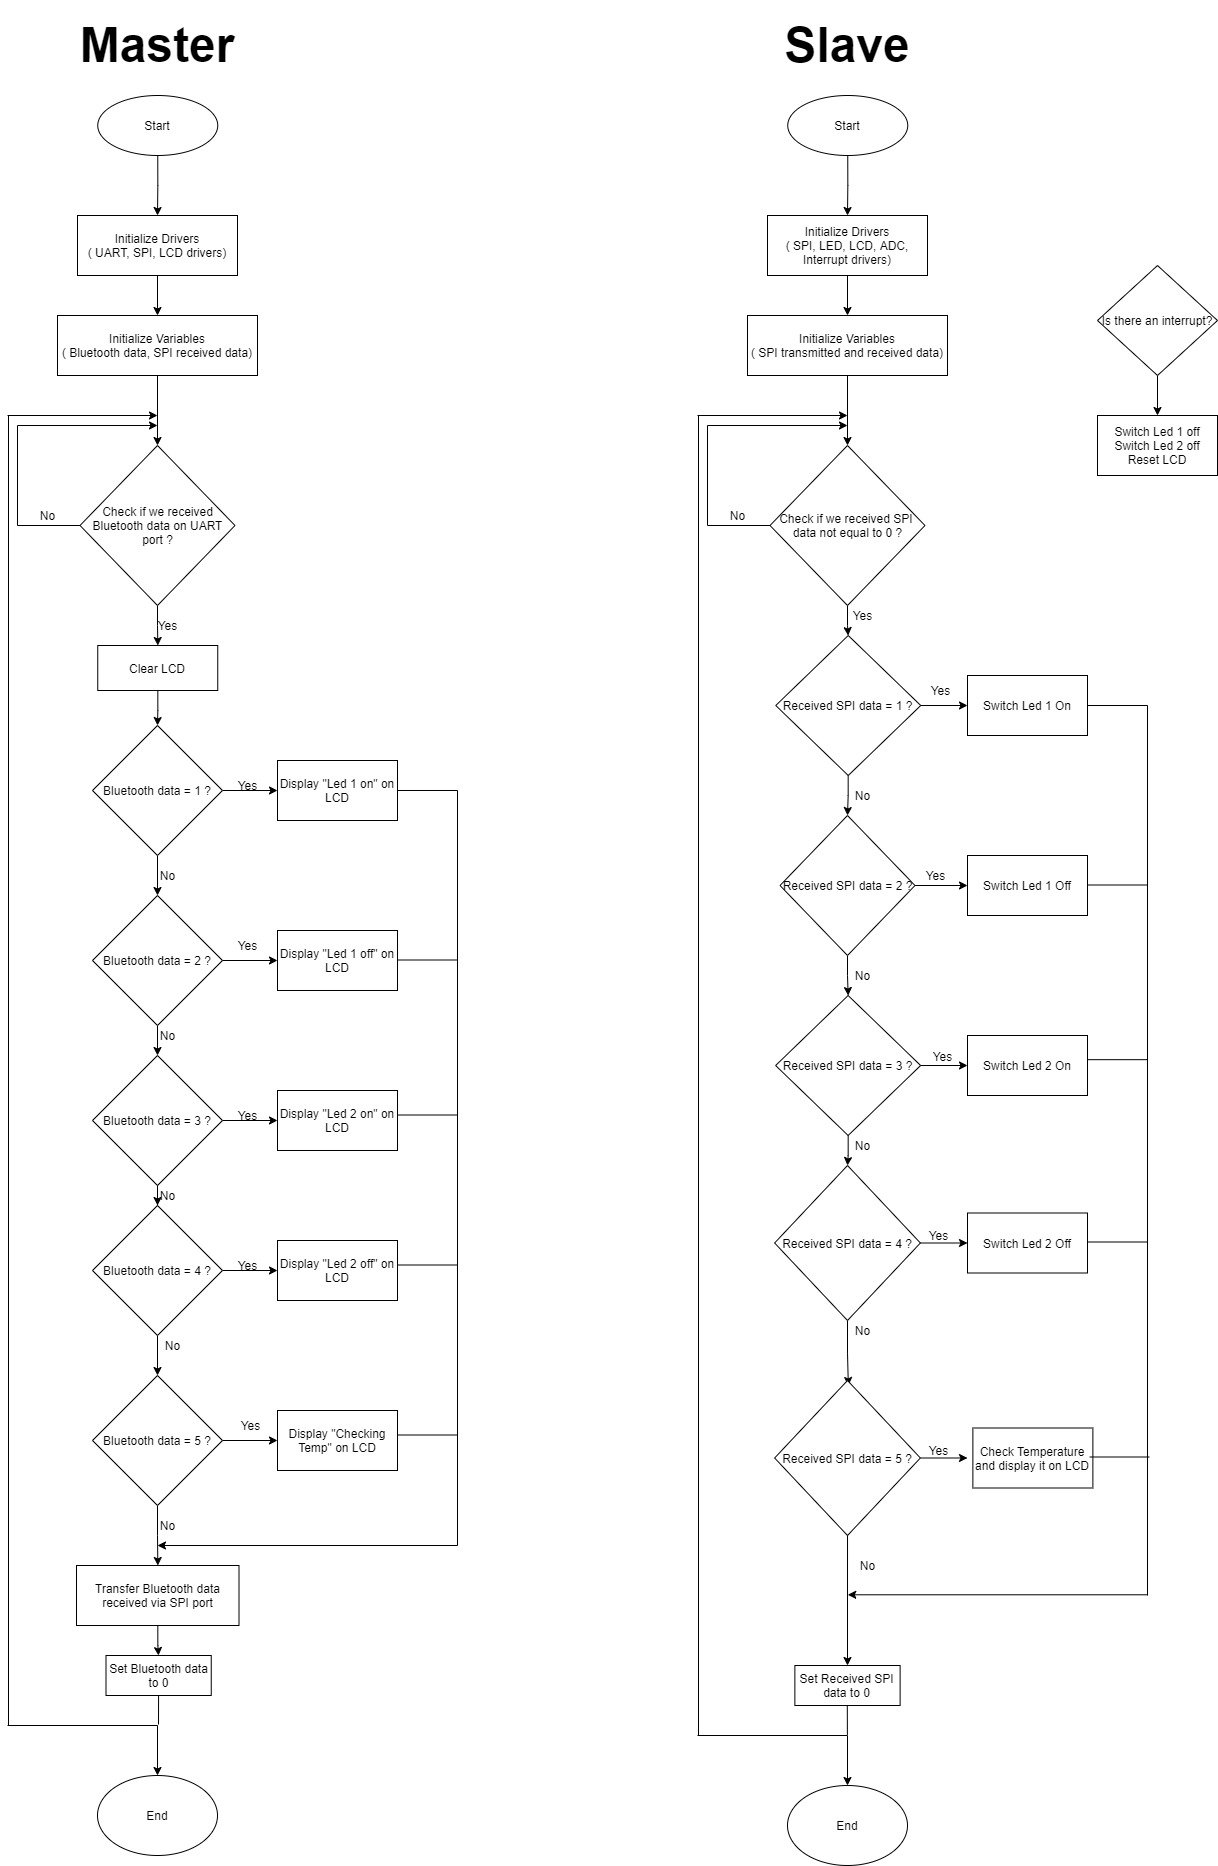 Master
Start
Initialize Drivers
( UART, SPI, LCD drivers)
Initialize Variables
( Bluetooth data, SPI received data)
Check if we received
Bluetooth data on UART
port ?
No
Yes
Clear LCD
Bluetooth data = 1 ?
Yes
Display "Led 1 on" on
LCD
No
Bluetooth data = 2 ?
Yes
Display "Led 1 off" on
LCD
No
Bluetooth data = 3 ?
Yes
Display "Led 2 on" on
LCD
No
Bluetooth data = 4 ?
Yes
Display "Led 2 off" on
LCD
No
Bluetooth data = 5 ?
Yes
Display "Checking
Temp" on LCD
No
Transfer Bluetooth data
received via SPI port
Set Bluetooth data
to 0
End
Slave
Start
Initialize Drivers
( SPI, LED, LCD, ADC,
Interrupt drivers)
Initialize Variables
( SPI transmitted and received data)
Check if we received SPI
data not equal to 0 ?
No
Yes
Received SPI data = 1 ?
Yes
Switch Led 1 On
No
Received SPI data = 2 ?
Yes
Switch Led 1 Off
No
Received SPI data = 3 ?
Yes
Switch Led 2 On
No
Received SPI data = 4 ?
Yes
Switch Led 2 Off
No
Received SPI data = 5 ?
Yes
Check Temperature
and display it on LCD
No
Set Received SPI
data to 0
End
Is there an interrupt?
Switch Led 1 off
Switch Led 2 off
Reset LCD